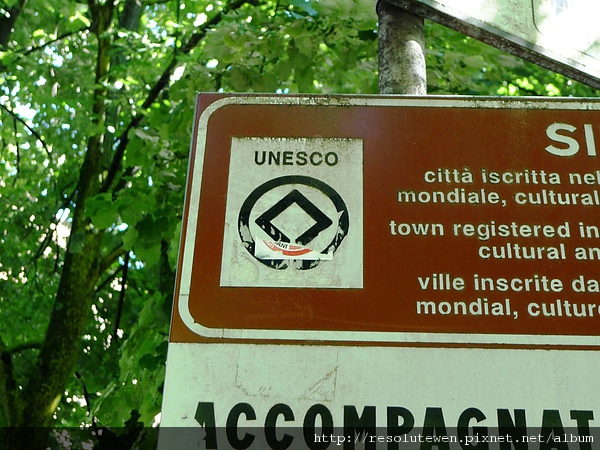 UNESCO
SI
città iscritta nel
mondiale, cultural
town registered in
cultural an
ville inscrite da
mondial, culture
ACCOMPAGNAT
http://resolutewen.pixnet.net/album